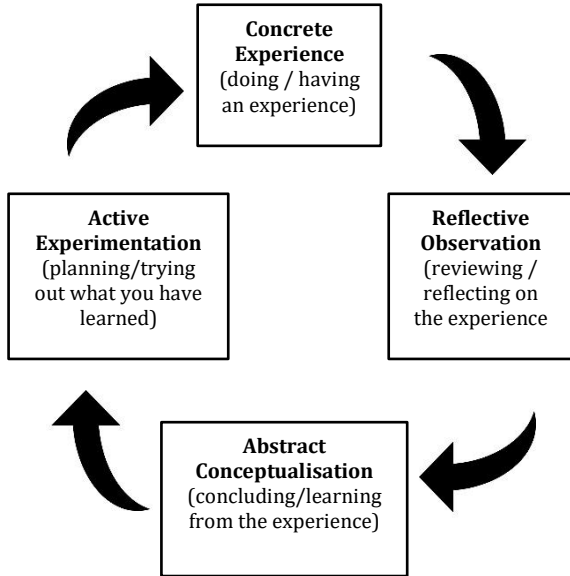 Concrete
Experience
(doing / having
an experience)
Active
Experimentation
(planning/trying
out what you have
learned)
Reflective
Observation
(reviewing /
reflecting on
the experience
Abstract
Conceptualisation
(concluding/learning
from the experience)